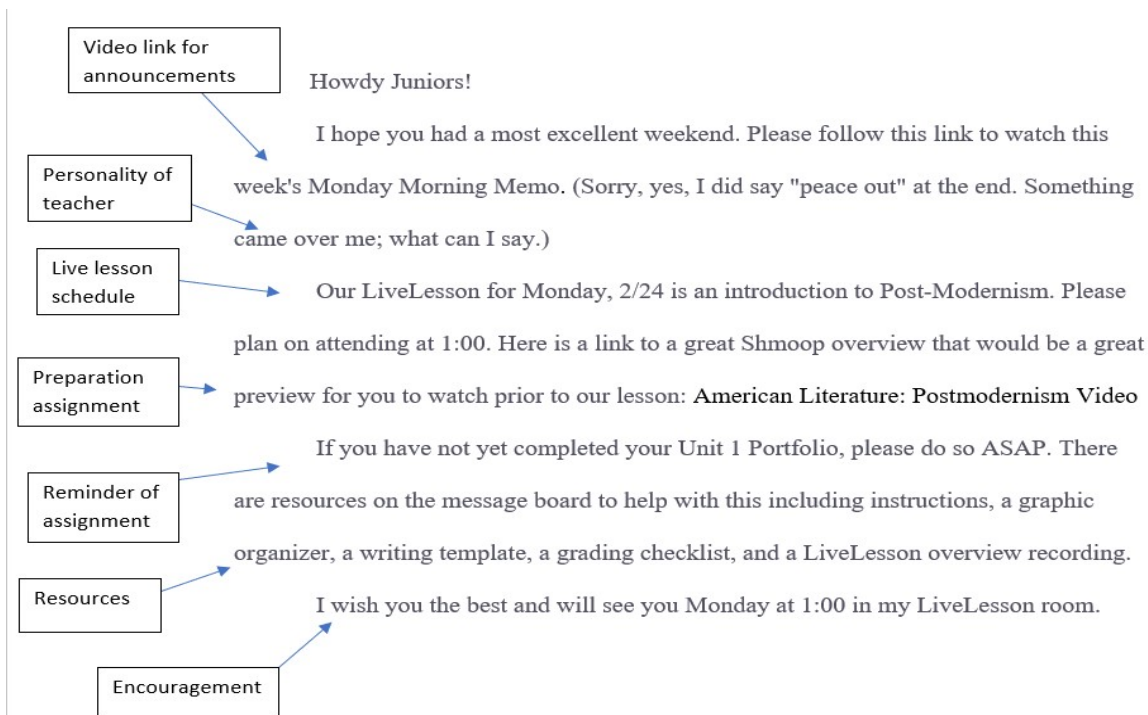 Video link for
announcements
Howdy Juniors!
I hope you had a most excellent weekend. Please follow this link to watch this
Personality of
teacher
week's Monday Morning Memo. (Sorry, yes, I did say "peace out" at the end. Something
came over me; what can I say.)
Live lesson
schedule
Our LiveLesson for Monday, 2/24 is an introduction to Post-Modernism. Please
plan on attending at 1:00. Here is a link to a great Shmoop overview that would be a great
Preparation
assignment
preview for you to watch prior to our lesson: American Literature: Postmodernism Video
If you have not yet completed your Unit 1 Portfolio, please do so ASAP. There
Reminder of
assignment
are resources on the message board to help with this including instructions, a graphic
organizer, a writing template, a grading checklist, and a LiveLesson overview recording.
Resources
I wish you the best and will see you Monday at 1:00 in my LiveLesson room.
Encouragement